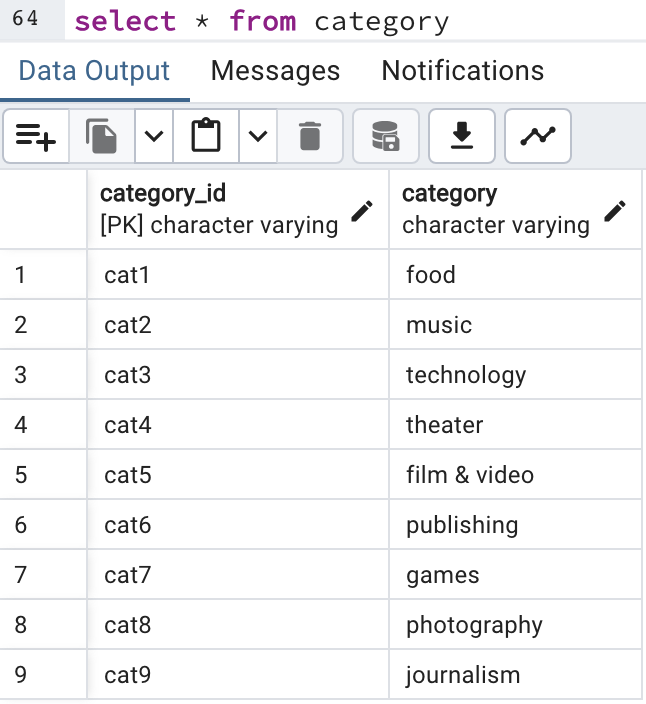 64 select * from category
Data Output Messages Notifications
category_id category
[PK] character varying character varying
1 cat1 food
2 cat2 music
3 cat3 technology
4 cat4 theater
5 cat5 film & video
6 cat6 publishing
7 cat7 games
8 cat8 photography
9 cat9 journalism